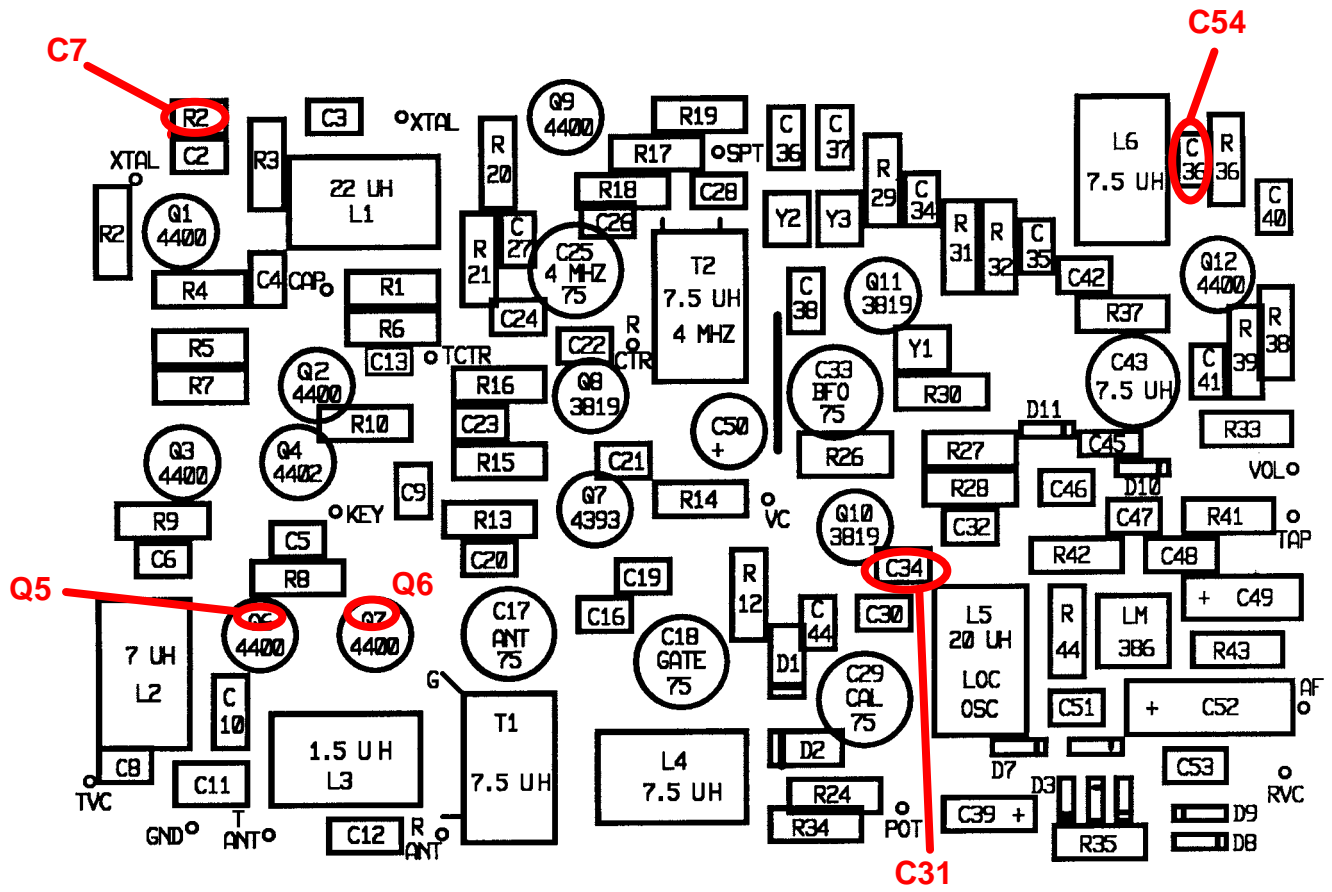 C54
C7
R2
C3
XTAL
Q9
4400
R19
C
36
C
37
L6
7.5 UH
C
36
R
36
C2
R3
XTAL
R
20
R17
SPT
R
29
22 UH
L1
R18
C28
C
34
C
40
R2
Q1
4400
R
21
C
27
C26
Y2
Y3
R
31
R
32
C
35
C25
4 MHZ
75
T2
7.5 UH
4 MHZ
Q12
4400
R4
C4
CAP
R1
C
38
Q11
3819
C42
R6
C24
R37
R
39
R
38
R5
C13
TCTR
C22
R
CTR
Y1
C43
7.5 UH
C
41
R7
Q2
4400
R16
Q8
3819
C33
BFO
75
R30
R10
C23
C50
+
D11
R33
Q3
4400
Q4
4402
R15
C21
R26
R27
C45
D10
VOL
C9
R28
C46
R9
KEY
R13
Q7
4393
R14
VC
Q10
3819
C32
C47
R41
TAP
C6
C5
C20
R42
C48
R8
C19
R
12
C34
Q5
Q6
Q6
4400
Q7
4400
C17
ANT
75
C16
C
44
C30
L5
20 UH
LOC
OSC
R
44
LM
386
+ C49
7 UH
L2
C18
GATE
75
D1
C29
CAL
75
R43
G
C
10
T1
7.5 UH
C51
+ C52
AF
1.5 UH
L3
L4
7.5 UH
D2
D7
C8
TVC
C11
R24
D3
C53
RVC
GND
T
ANT
C12
R
ANT
R34
POT
C39 +
R35
D9
D8
C31